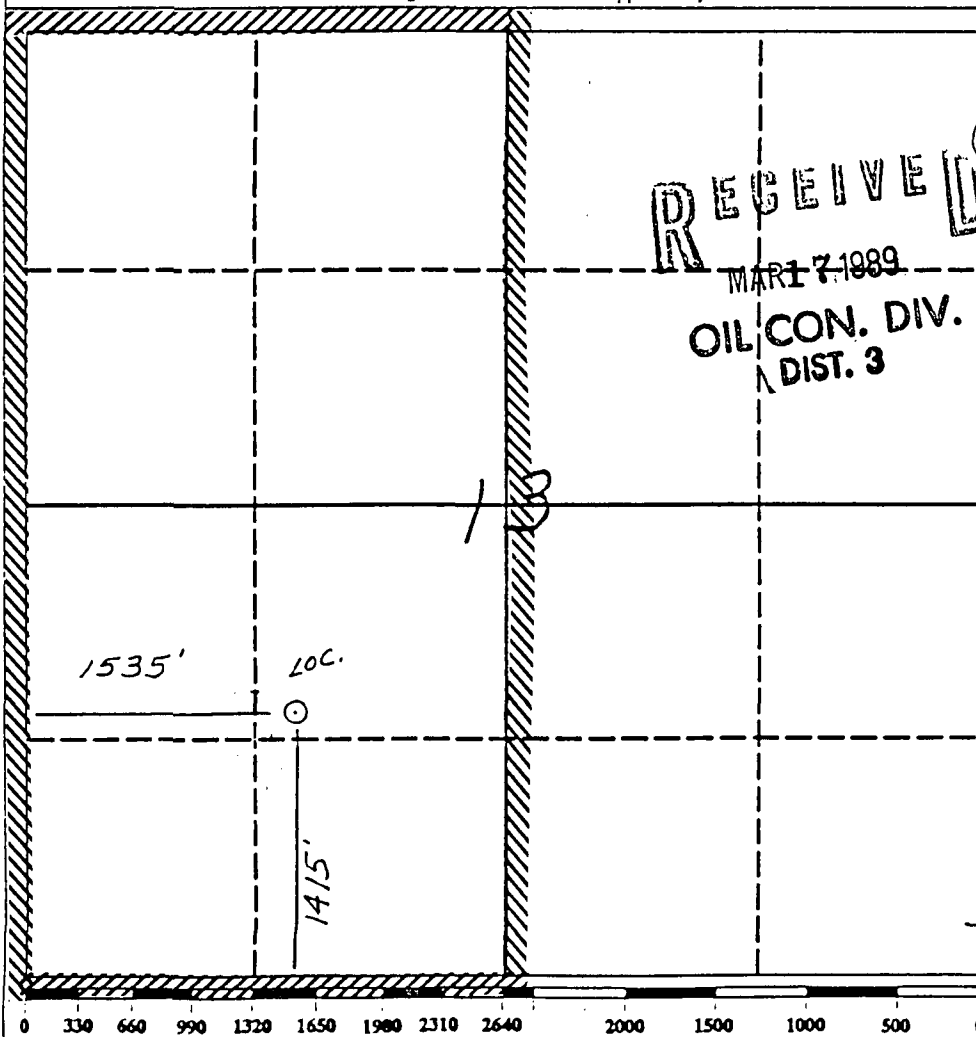 RECEIVED
MAR 17 1989
OIL CON. DIV.
DIST. 3
13
1535'
LOC.
1415'
0 330 660 990 1320 1650 1980 2310 2640 2000 1500 1000 500